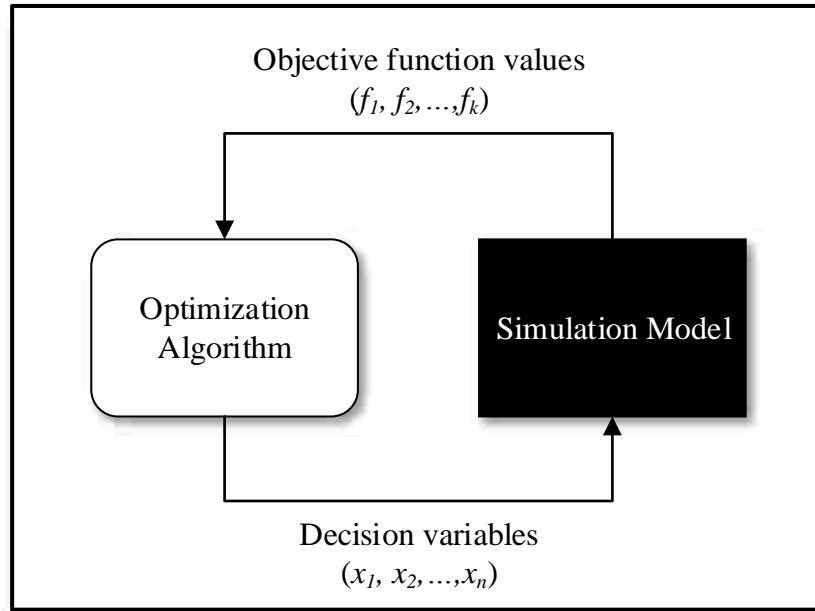 Objective function values
(f₁, f₂,...,fₖ)
Optimization
Algorithm
Simulation Model
Decision variables
(x₁, x₂,...,xₙ)